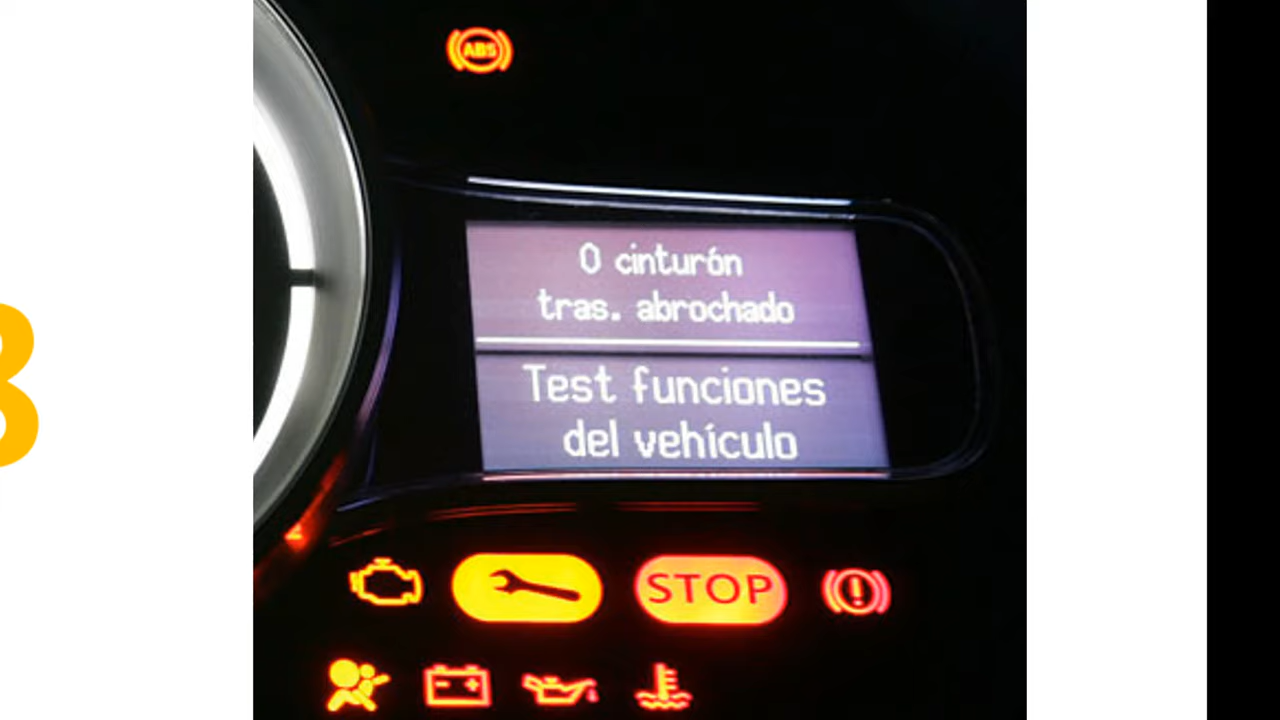 ABS
0 cinturón
tras. abrochado
Test funciones
del vehículo
STOP